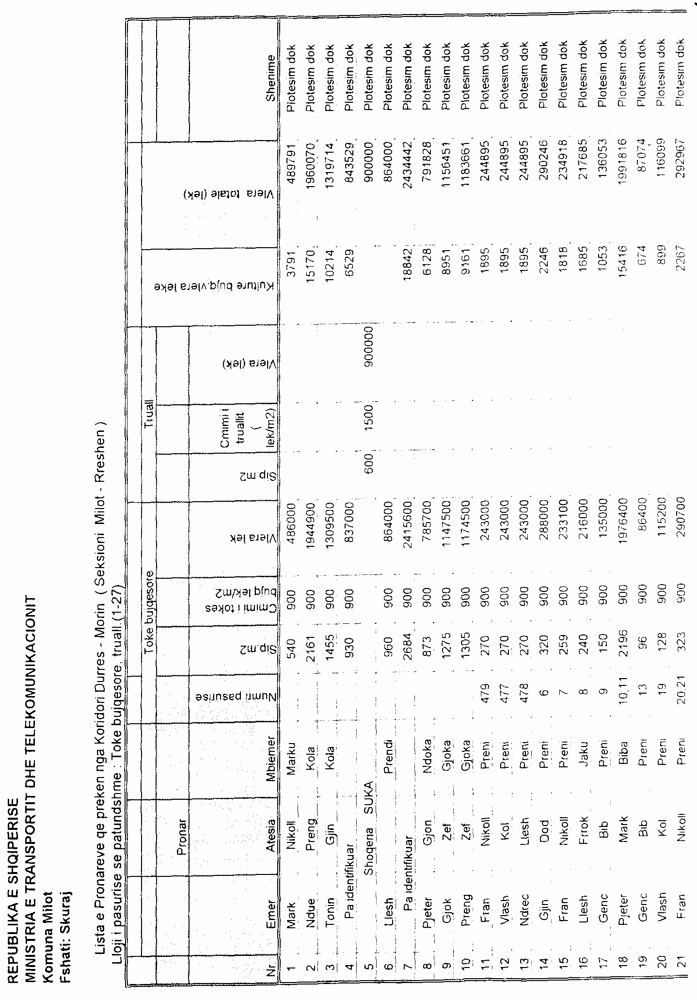 REPUBLIKA E SHQIPERISE
MINISTRIA E TRANSPORTIT DHE TELEKOMUNIKACIONIT
Komuna Milot
Fshati: Skuraj
Lista e Pronareve qe preken nga Koridori Durres - Morin ( Seksioni Milot - Rreshen )
Lloji i pasurise se patundshme : Toke bujqesore, truall.(1-27)
Toke bujqesore Truall
Pronar
Nr Emer Atesia Mbiemer Numri pasurise Sip.m2 Cmimi i tokes bujq lek/m2 Vlera lek Sip.m2 Cmimi i truallit ( lek/m2) Vlera (lek) Kulture bujq.vlera leke Vlera totale (lek) Shenime
1 Mark Nikoll Marku 540 900 486000 3791 489791 Plotesim dok
2 Ndue Preng Kola 2161 900 1944900 15170 1960070 Plotesim dok
3 Tonin Gjin Kola 1455 900 1309500 10214 1319714 Plotesim dok
4 Pa identifikuar 930 900 837000 6529 843529 Plotesim dok
5 Shoqeria SUKA 600 1500 900000 900000 Plotesim dok
6 Llesh Prendi 960 900 864000 864000 Plotesim dok
7 Pa identifikuar 2684 900 2415600 18842 2434442 Plotesim dok
8 Pjeter Gjon Ndoka 873 900 785700 6128 791828 Plotesim dok
9 Gjok Zef Gjoka 1275 900 1147500 8951 1156451 Plotesim dok
10 Preng Zef Gjoka 1305 900 1174500 9161 1183661 Plotesim dok
11 Fran Nikoll Preni 479 270 900 243000 1895 244895 Plotesim dok
12 Vlash Kol Preni 477 270 900 243000 1895 244895 Plotesim dok
13 Ndrec Llesh Preni 478 270 900 243000 1895 244895 Plotesim dok
14 Gjin Dod Preni 6 320 900 288000 2246 290246 Plotesim dok
15 Fran Nikoll Preni 7 259 900 233100 1818 234918 Plotesim dok
16 Llesh Frrok Jaku 8 240 900 216000 1685 217685 Plotesim dok
17 Genc Bib Preni 9 150 900 135000 1053 136053 Plotesim dok
18 Pjeter Mark Biba 10,11 2196 900 1976400 15416 1991816 Plotesim dok
19 Genc Bib Preni 13 96 900 86400 674 87074 Plotesim dok
20 Vlash Kol Preni 19 128 900 115200 899 116099 Plotesim dok
21 Fran Nikoll Preni 20,21 323 900 290700 2267 292967 Plotesim dok